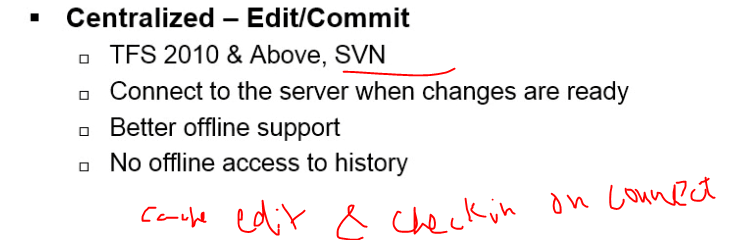 ▪ Centralized – Edit/Commit
□ TFS 2010 & Above, SVN
□ Connect to the server when changes are ready
□ Better offline support
□ No offline access to history
edit & checkin on connect